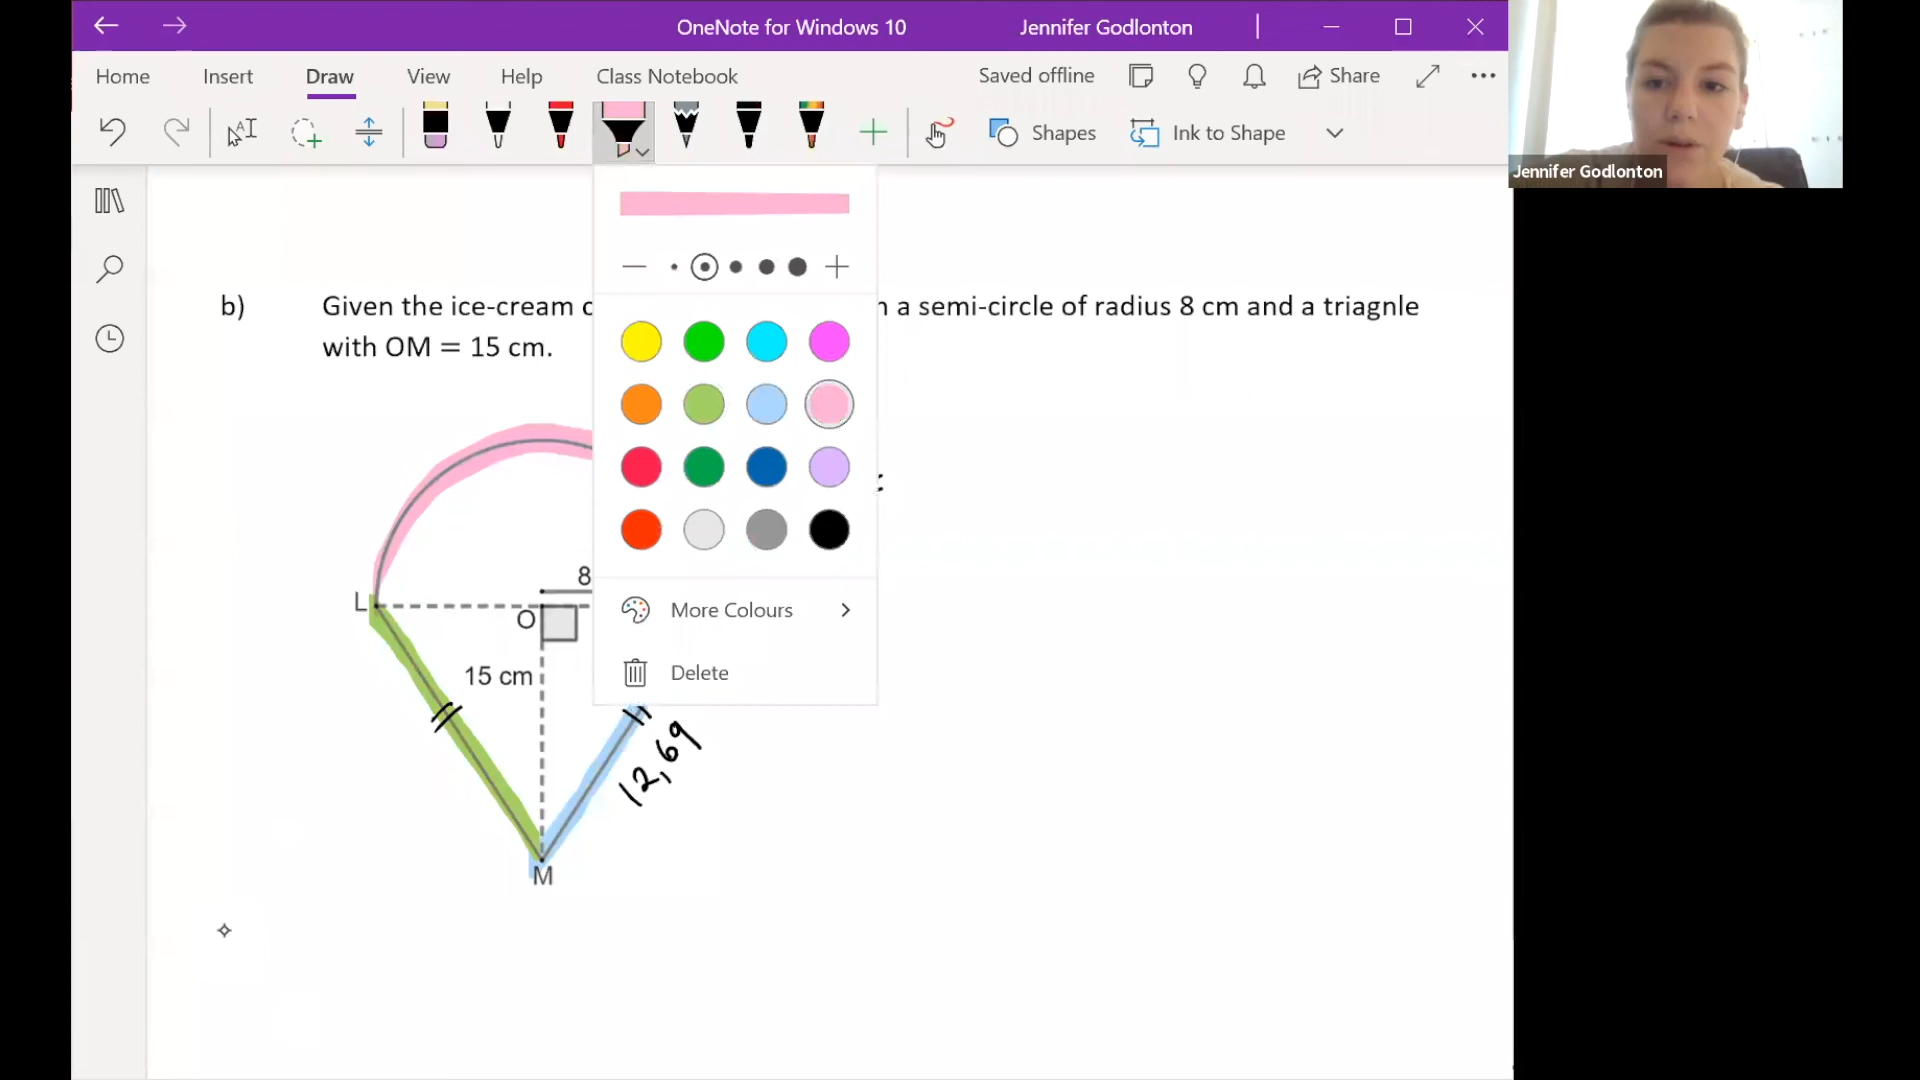 OneNote for Windows 10
Jennifer Godlonton
Home Insert Draw View Help Class Notebook
Saved offline
Share
Shapes
Ink to Shape
Jennifer Godlonton
b) Given the ice-cream a semi-circle of radius 8 cm and a triagnle
with OM = 15 cm.
8
L
O
15 cm
More Colours
Delete
12,69
M